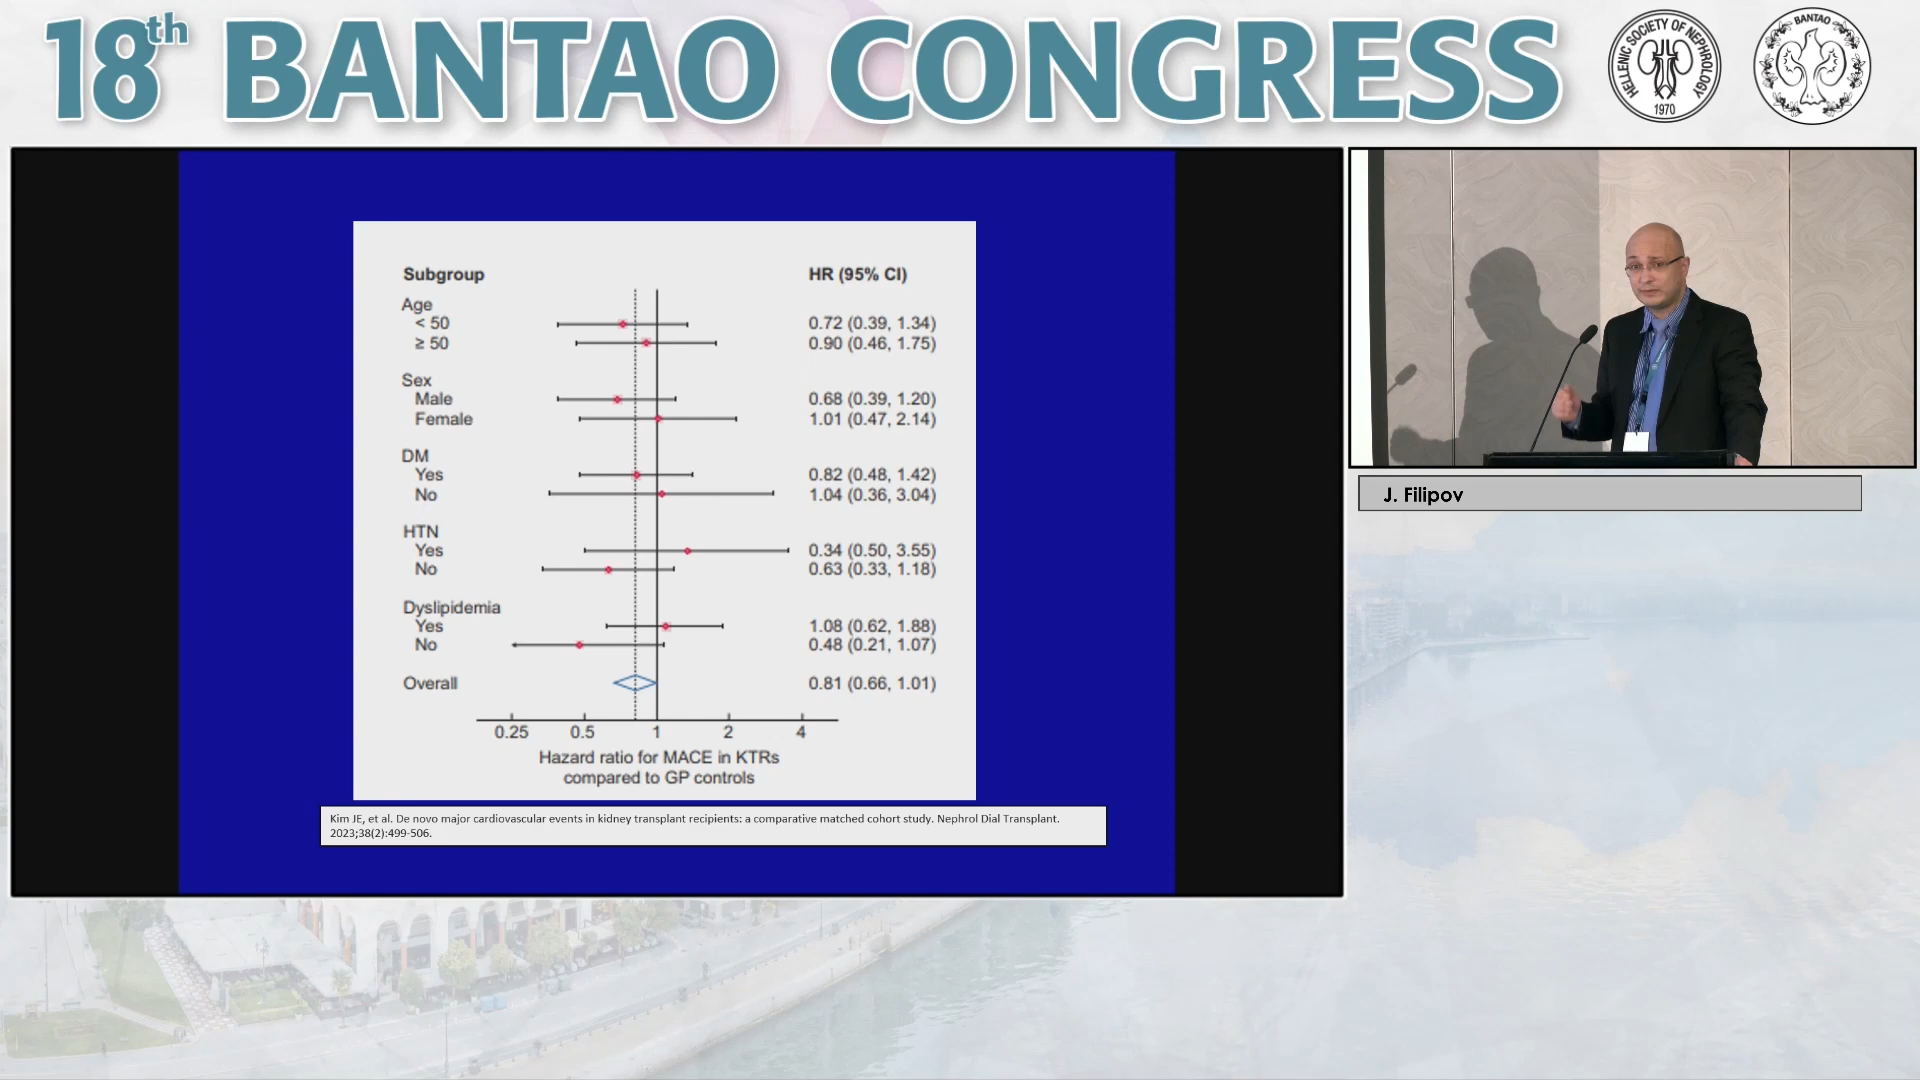 18th BANTAO CONGRESS
HELLENIC SOCIETY OF NEPHROLOGY
1970
BANTAO
Subgroup HR (95% CI)
Age
< 50 0.72 (0.39, 1.34)
≥ 50 0.90 (0.46, 1.75)
Sex
Male 0.68 (0.39, 1.20)
Female 1.01 (0.47, 2.14)
DM
Yes 0.82 (0.48, 1.42)
No 1.04 (0.36, 3.04)
HTN
Yes 0.34 (0.50, 3.55)
No 0.63 (0.33, 1.18)
Dyslipidemia
Yes 1.08 (0.62, 1.88)
No 0.48 (0.21, 1.07)
Overall 0.81 (0.66, 1.01)
0.25 0.5 1 2 4
Hazard ratio for MACE in KTRs
compared to GP controls
Kim JE, et al. De novo major cardiovascular events in kidney transplant recipients: a comparative matched cohort study. Nephrol Dial Transplant.
2023;38(2):499-506.
J. Filipov